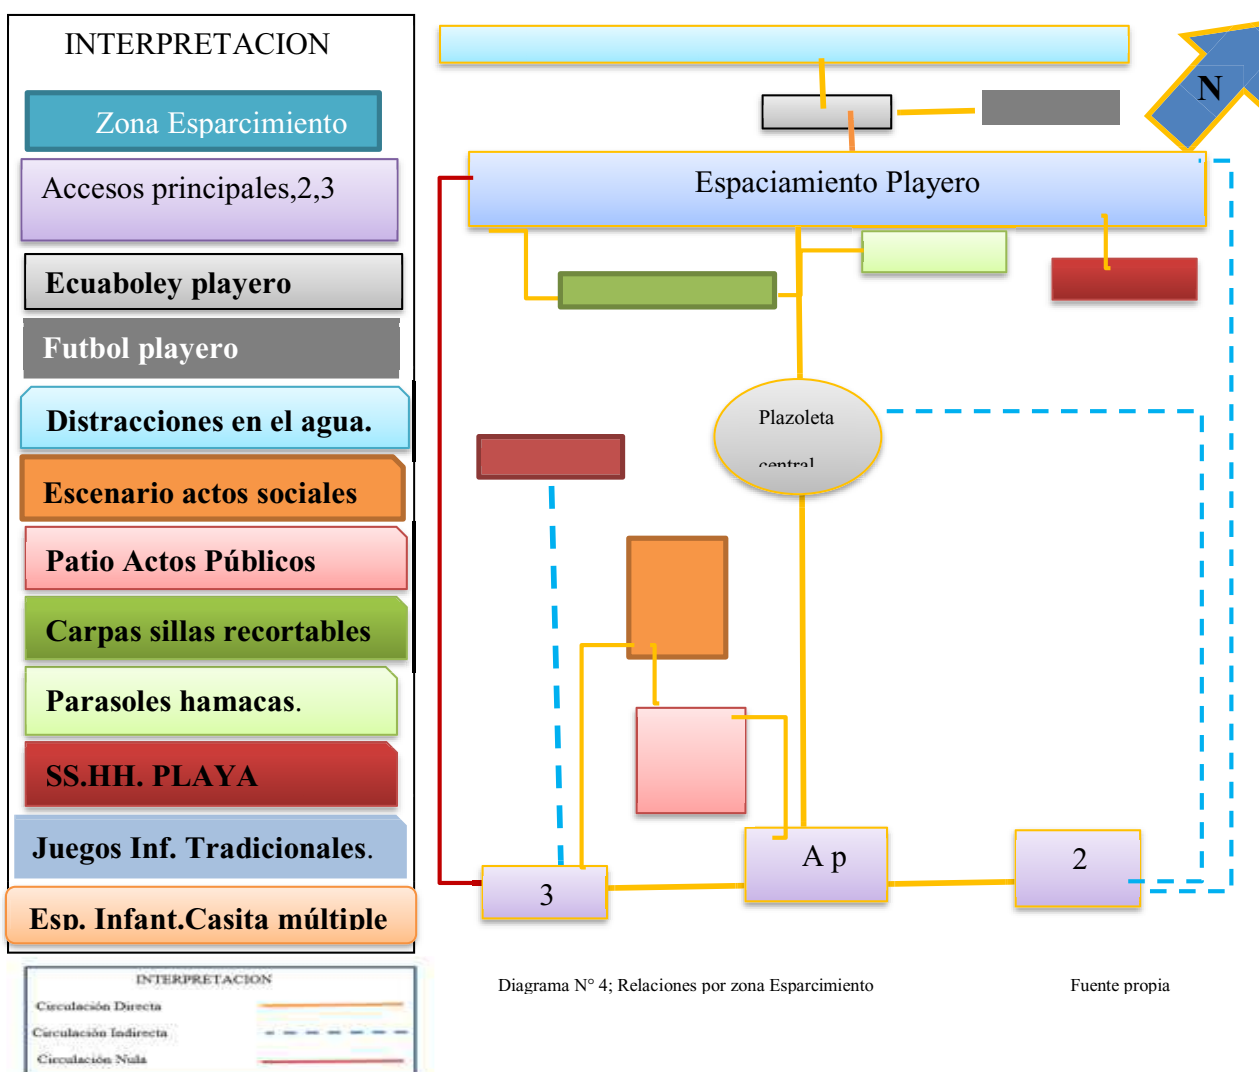 INTERPRETACION
Zona Esparcimiento
Accesos principales,2,3
Ecuaboley playero
Futbol playero
Distracciones en el agua.
Escenario actos sociales
Patio Actos Públicos
Carpas sillas recortables
Parasoles hamacas.
SS.HH. PLAYA
Juegos Inf. Tradicionales.
Esp. Infant.Casita múltiple
N
Espaciamiento Playero
Plazoleta
central
A p
2
3
INTERPRETACION
Circulación Directa
Circulación Indirecta
Circulación Nula
Diagrama N° 4; Relaciones por zona Esparcimiento
Fuente propia